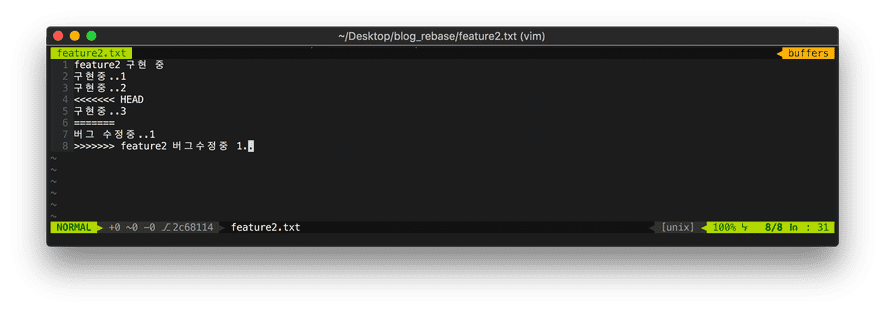 ~/Desktop/blog_rebase/feature2.txt (vim)
feature2.txt buffers
1 feature2 구현 중
2 구현중..1
3 구현중..2
4 <<<<<<< HEAD
5 구현중..3
6 =======
7 버그 수정중..1
8 >>>>>>> feature2 버그수정중 1..
~
~
~
~
~
NORMAL +0 ~0 -0 ⎇2c68114 feature2.txt [unix] 100% ϟ 8/8 ㏑ : 31